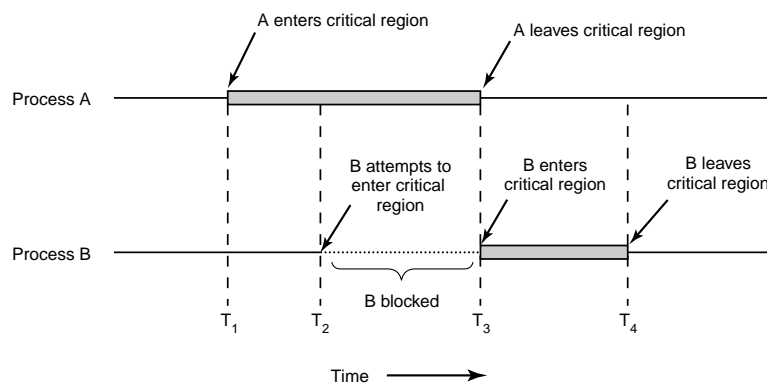 A enters critical region
A leaves critical region
Process A
B attempts to
enter critical
region
B enters
critical region
B leaves
critical region
Process B
B blocked
T1
T2
T3
T4
Time